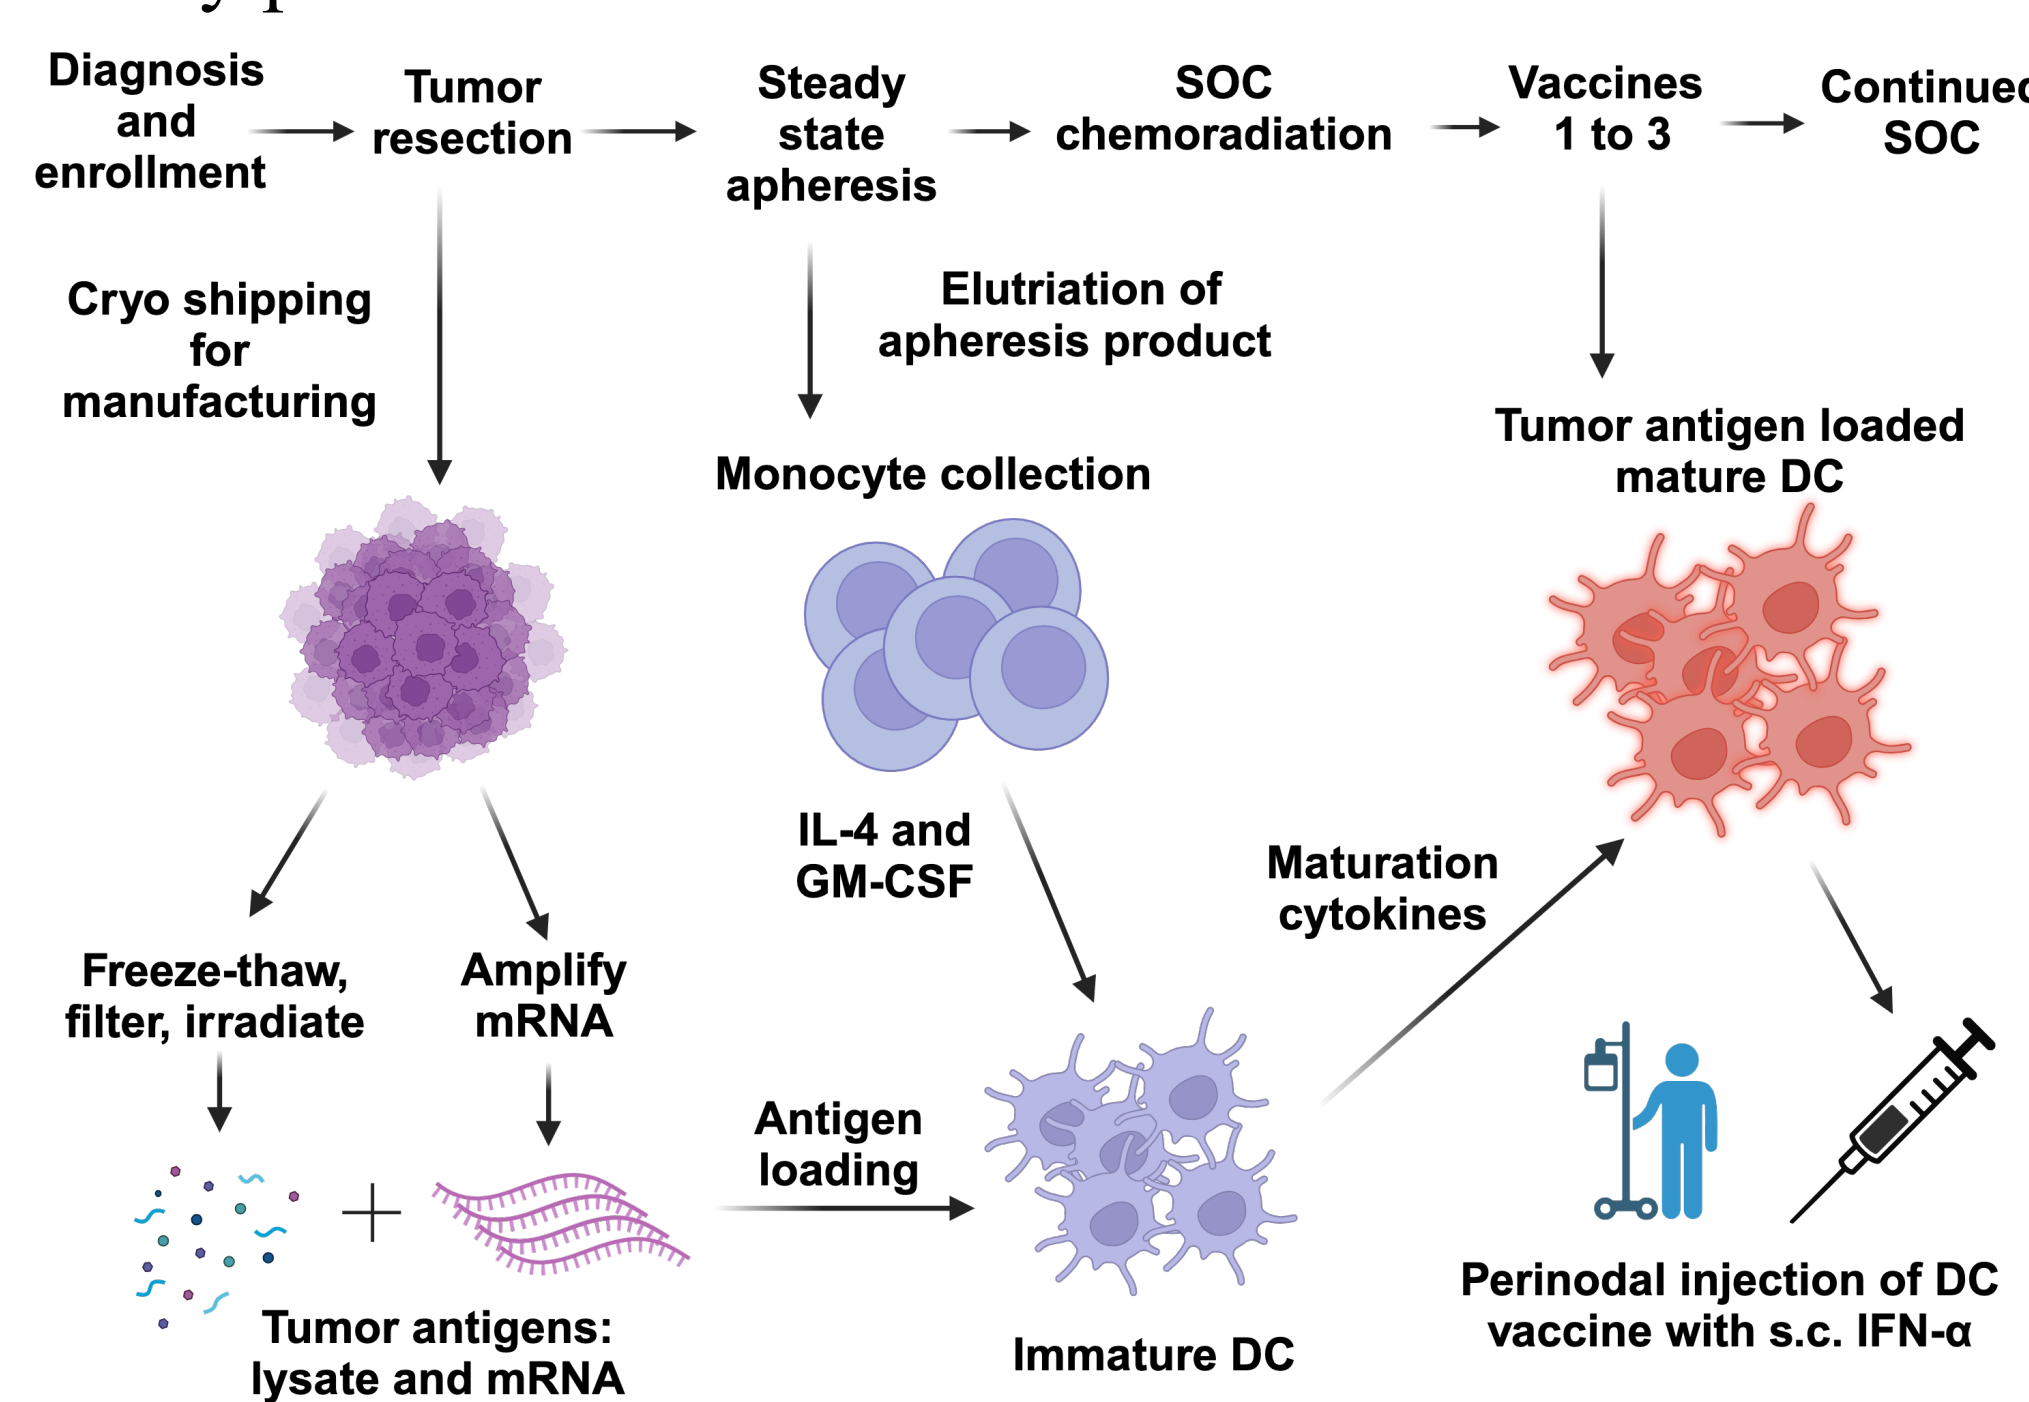 Diagnosis
and
enrollment
Tumor
resection
Steady
state
apheresis
SOC
chemoradiation
Vaccines
1 to 3
Continued
SOC
Cryo shipping
for
manufacturing
Elutriation of
apheresis product
Monocyte collection
Tumor antigen loaded
mature DC
IL-4 and
GM-CSF
Maturation
cytokines
Freeze-thaw,
filter, irradiate
Amplify
mRNA
Antigen
loading
Tumor antigens:
lysate and mRNA
Immature DC
Perinodal injection of DC
vaccine with s.c. IFN-α